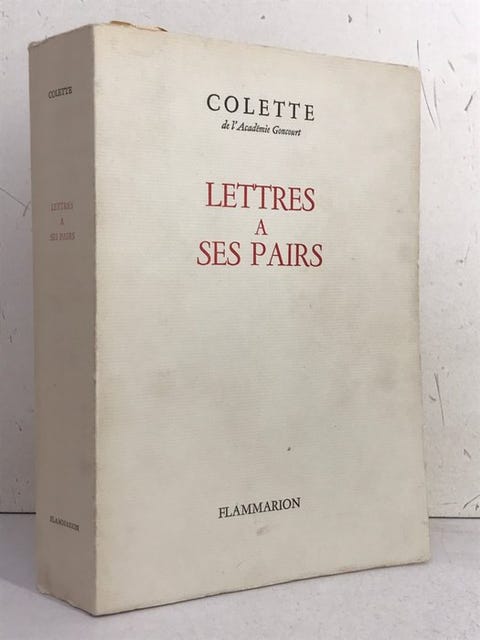 COLETTE
LETTRES
A
SES PAIRS
FLAMMARION
COLETTE
de l'Académie Goncourt
LETTRES
A
SES PAIRS
FLAMMARION